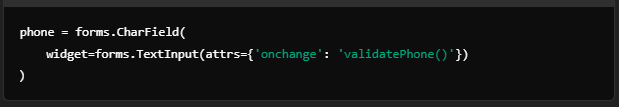 phone = forms.CharField(
    widget=forms.TextInput(attrs={'onchange': 'validatePhone()'})
)